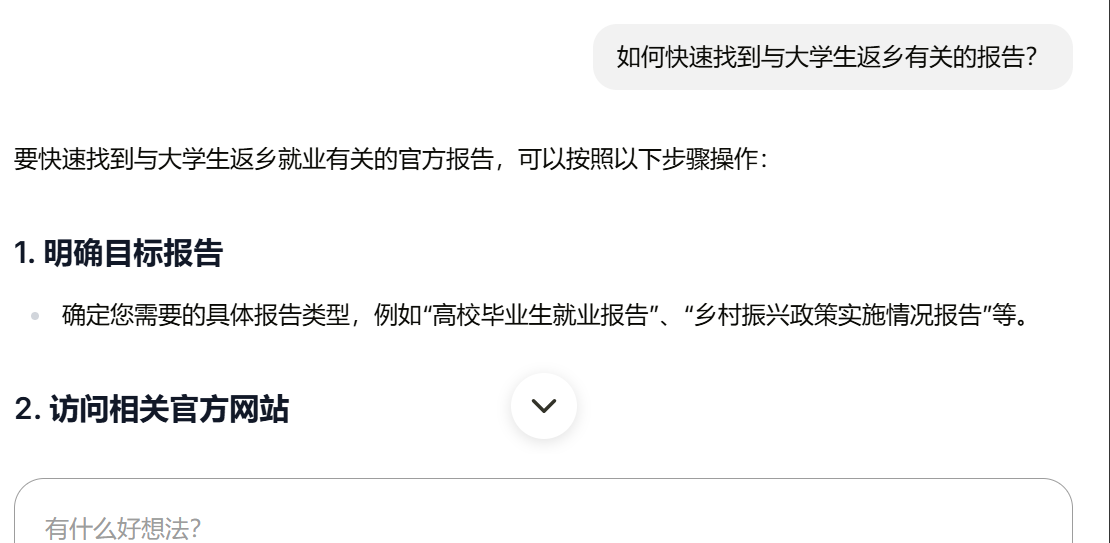 如何快速找到与大学生返乡有关的报告？
要快速找到与大学生返乡就业有关的官方报告，可以按照以下步骤操作：
1. 明确目标报告
确定您需要的具体报告类型，例如“高校毕业生就业报告”、“乡村振兴政策实施情况报告”等。
2. 访问相关官方网站
有什么好想法？